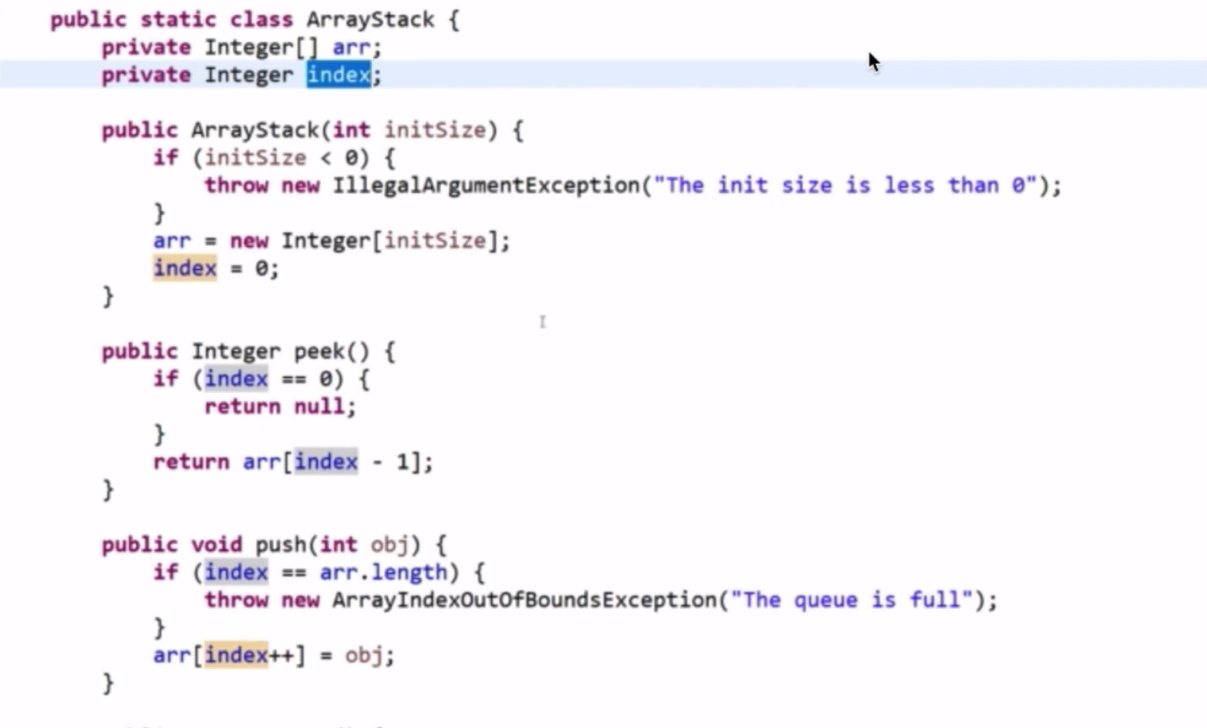 public static class ArrayStack {
    private Integer[] arr;
    private Integer index;

    public ArrayStack(int initSize) {
        if (initSize < 0) {
            throw new IllegalArgumentException("The init size is less than 0");
        }
        arr = new Integer[initSize];
        index = 0;
    }

    public Integer peek() {
        if (index == 0) {
            return null;
        }
        return arr[index - 1];
    }

    public void push(int obj) {
        if (index == arr.length) {
            throw new ArrayIndexOutOfBoundsException("The queue is full");
        }
        arr[index++] = obj;
    }